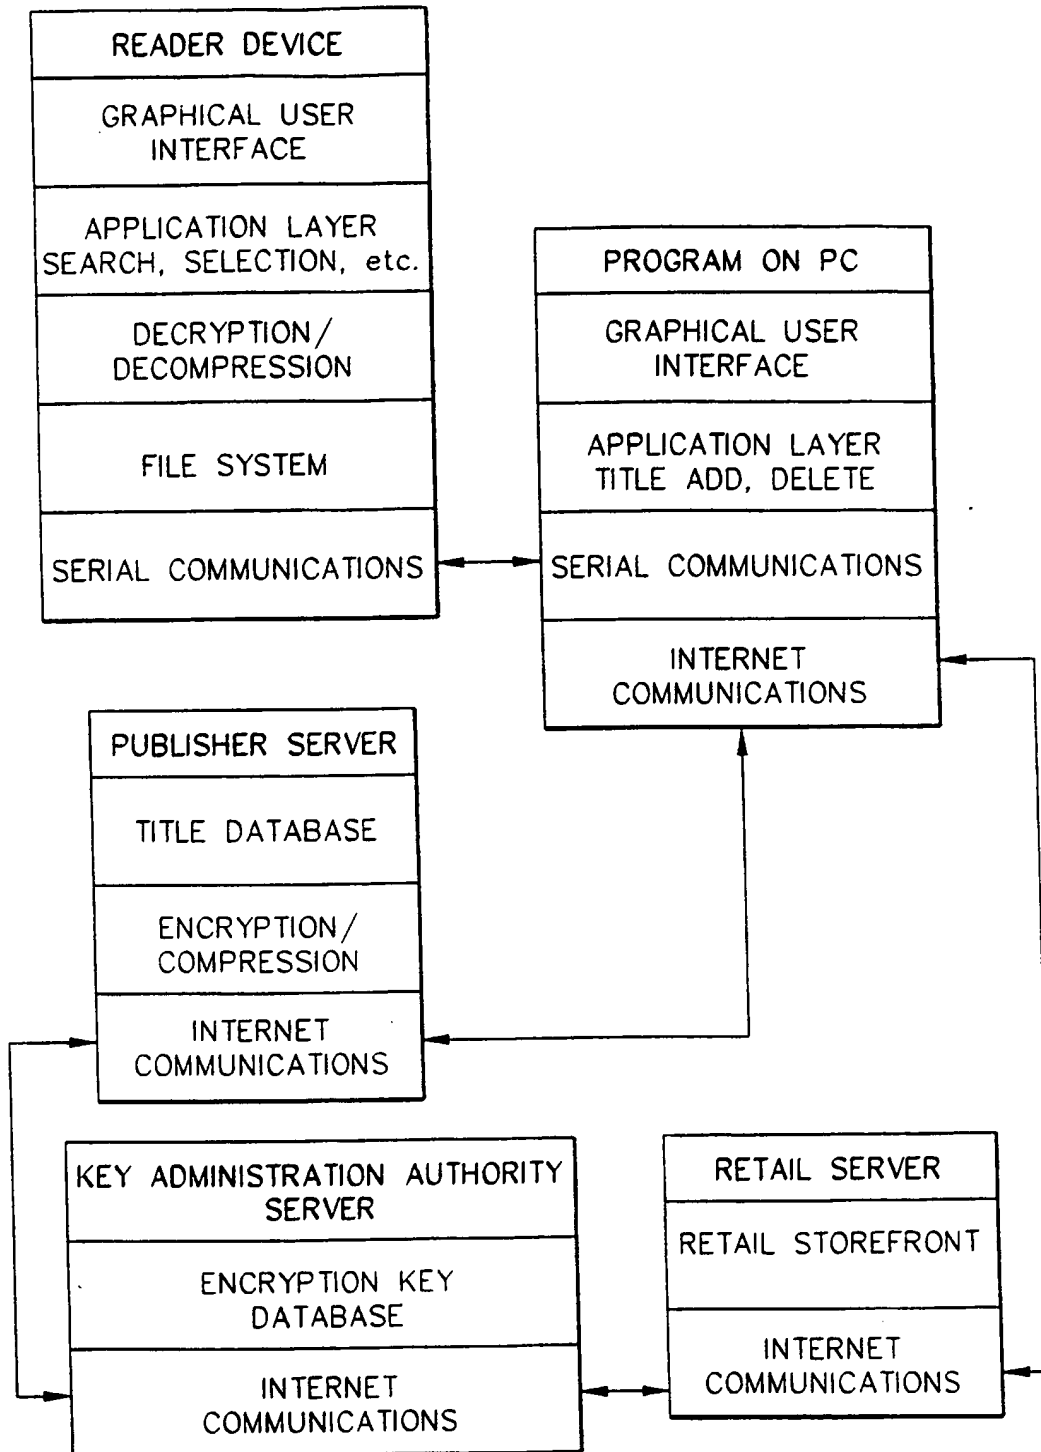 READER DEVICE
GRAPHICAL USER
INTERFACE
APPLICATION LAYER
SEARCH, SELECTION, etc.
DECRYPTION/
DECOMPRESSION
FILE SYSTEM
SERIAL COMMUNICATIONS
PROGRAM ON PC
GRAPHICAL USER
INTERFACE
APPLICATION LAYER
TITLE ADD, DELETE
SERIAL COMMUNICATIONS
INTERNET
COMMUNICATIONS
PUBLISHER SERVER
TITLE DATABASE
ENCRYPTION/
COMPRESSION
INTERNET
COMMUNICATIONS
KEY ADMINISTRATION AUTHORITY
SERVER
ENCRYPTION KEY
DATABASE
INTERNET
COMMUNICATIONS
RETAIL SERVER
RETAIL STOREFRONT
INTERNET
COMMUNICATIONS